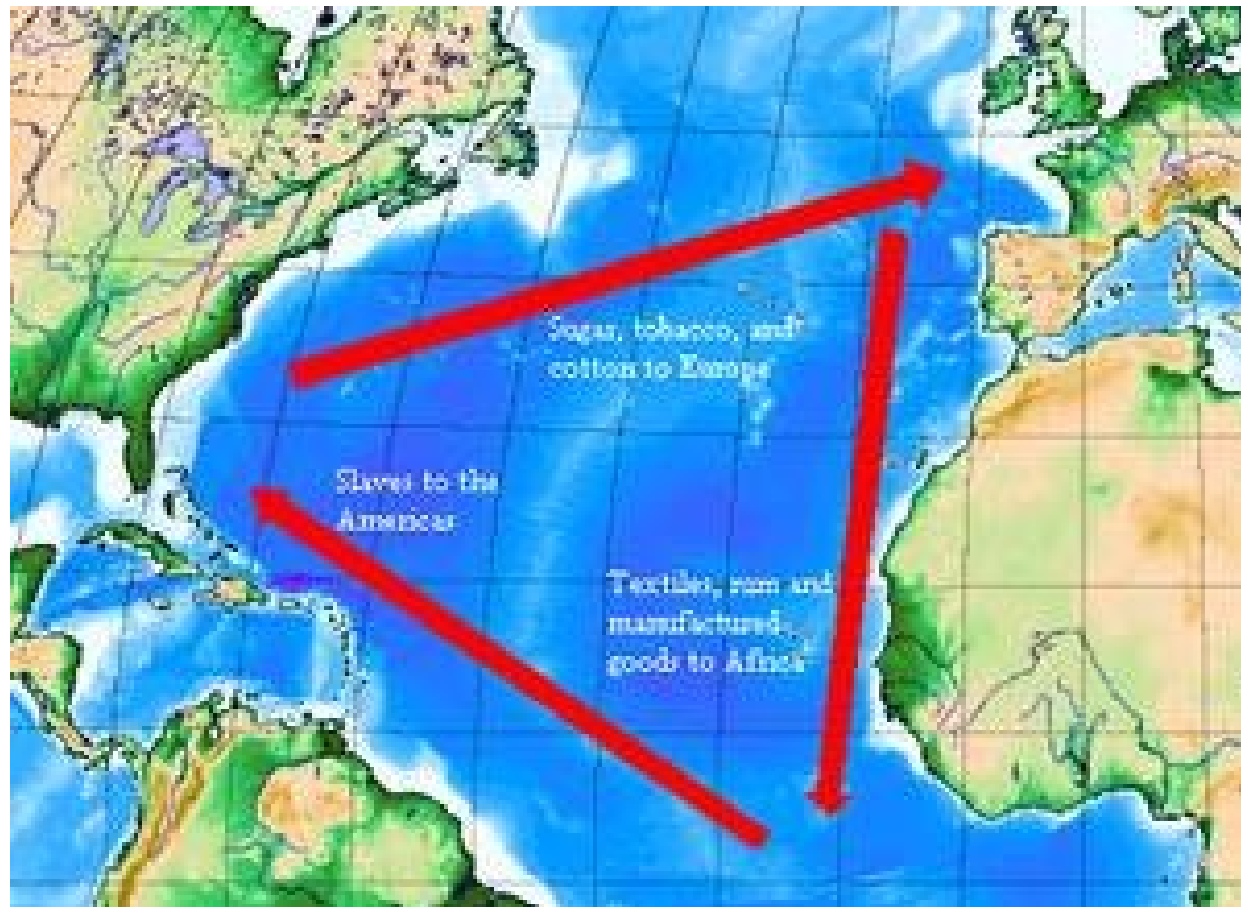 Sugar, tobacco, and
cotton to Europe
Slaves to the
Americas
Textiles, rum and
manufactured
goods to Africa